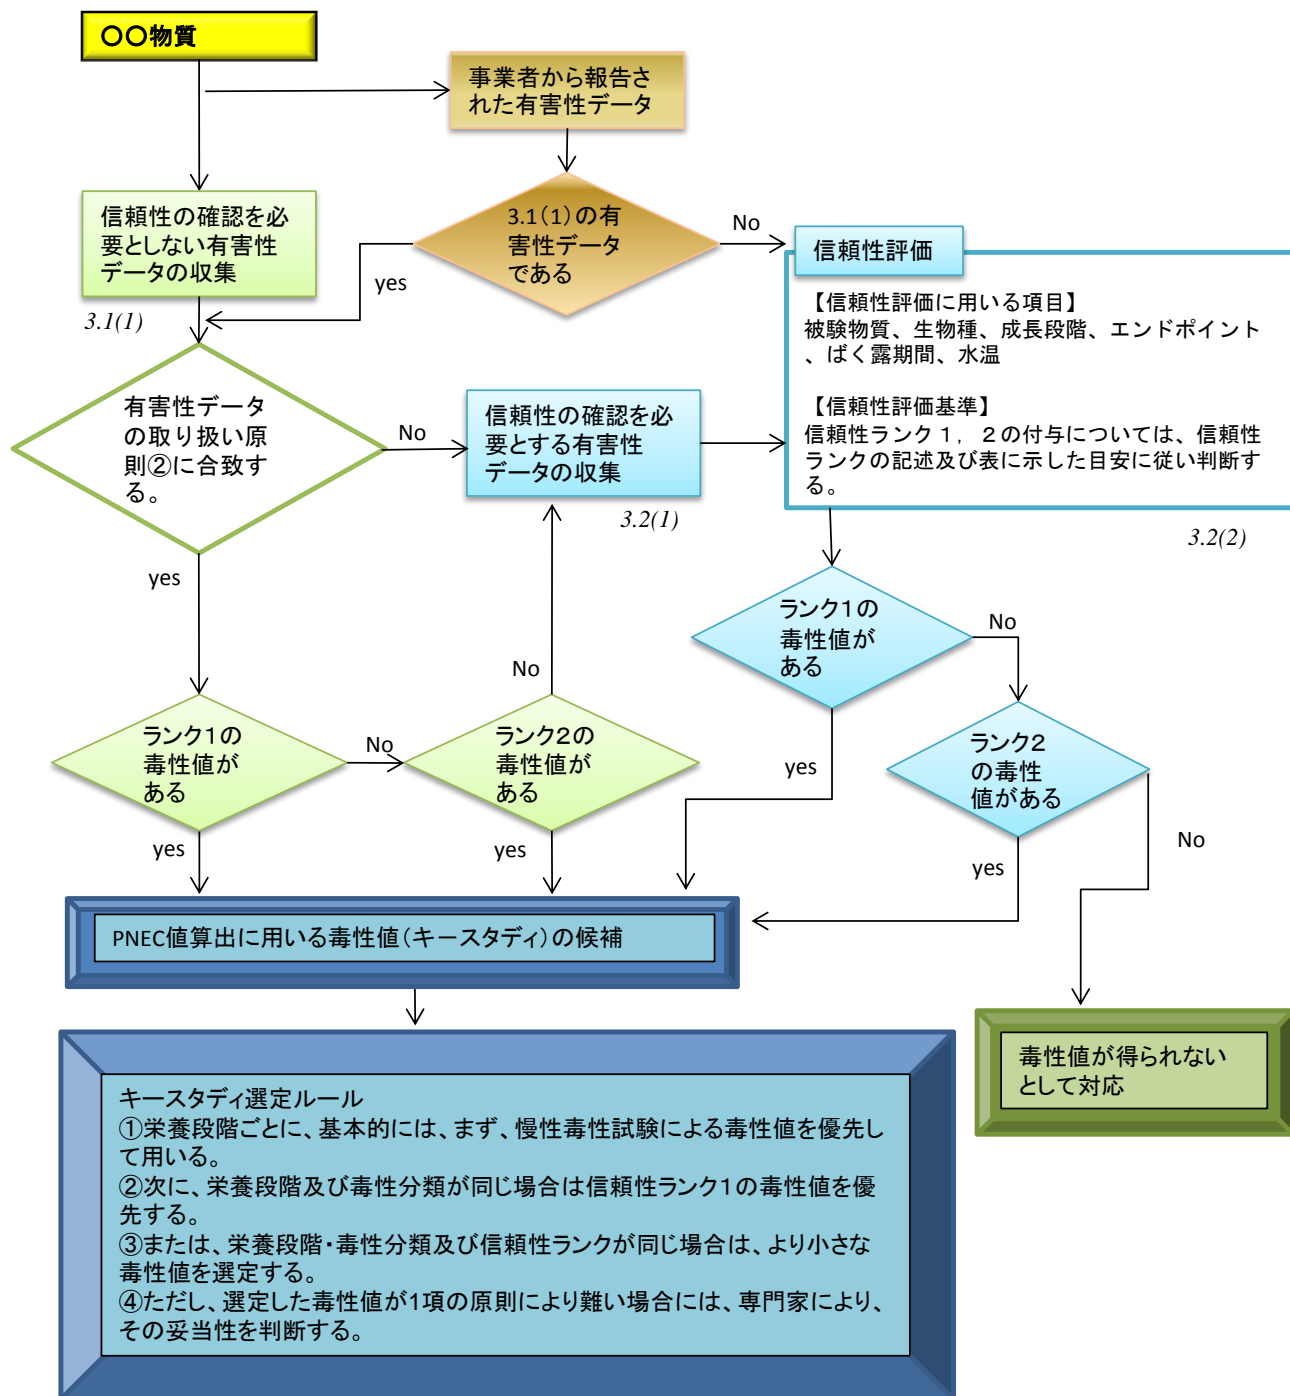 〇〇物質
事業者から報告さ
れた有害性データ
信頼性の確認を必
要としない有害性
データの収集
3.1(1)
3.1(1)の有
害性データ
である
No
yes
信頼性評価
【信頼性評価に用いる項目】
被験物質、生物種、成長段階、エンドポイント
、ばく露期間、水温
【信頼性評価基準】
信頼性ランク1, 2の付与については、信頼性
ランクの記述及び表に示した目安に従い判断す
る。
3.2(2)
有害性データ
の取り扱い原
則②に合致す
る。
No
yes
信頼性の確認を必
要とする有害性
データの収集
3.2(1)
ランク1の
毒性値が
ある
No
yes
ランク2の
毒性値が
ある
No
yes
ランク1の
毒性値が
ある
No
yes
ランク2
の毒性
値がある
No
yes
PNEC値算出に用いる毒性値(キースタディ)の候補
毒性値が得られない
として対応
キースタディ選定ルール
①栄養段階ごとに、基本的には、まず、慢性毒性試験による毒性値を優先し
て用いる。
②次に、栄養段階及び毒性分類が同じ場合は信頼性ランク1の毒性値を優
先する。
③または、栄養段階・毒性分類及び信頼性ランクが同じ場合は、より小さな
毒性値を選定する。
④ただし、選定した毒性値が1項の原則により難い場合には、専門家により、
その妥当性を判断する。